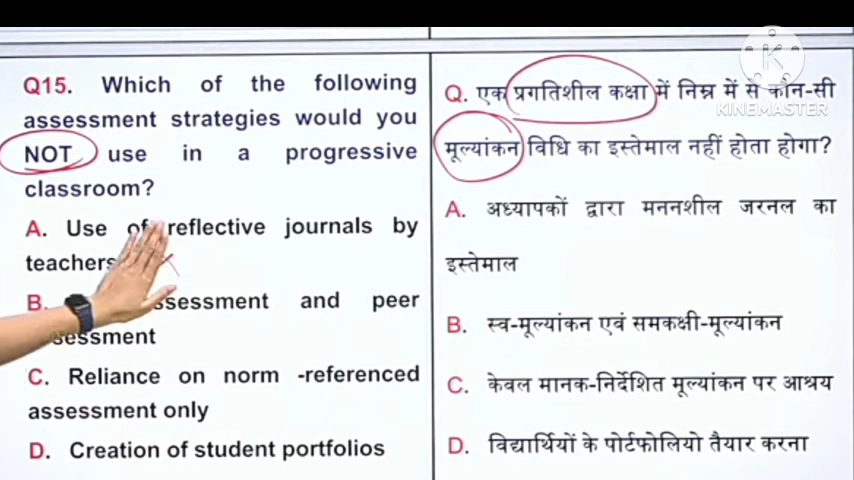 Q15. Which of the following
assessment strategies would you
NOT use in a progressive
classroom?
A. Use of reflective journals by
teachers
B. ssessment and peer
sessment
C. Reliance on norm -referenced
assessment only
D. Creation of student portfolios
Q. एक प्रगतिशील कक्षा में निम्न में से कौन-सी
मूल्यांकन विधि का इस्तेमाल नहीं होता होगा?
A. अध्यापकों द्वारा मननशील जरनल का
इस्तेमाल
B. स्व-मूल्यांकन एवं समकक्षी-मूल्यांकन
C. केवल मानक-निर्देशित मूल्यांकन पर आश्रय
D. विद्यार्थियों के पोर्टफोलियो तैयार करना
K
KINEMASTER